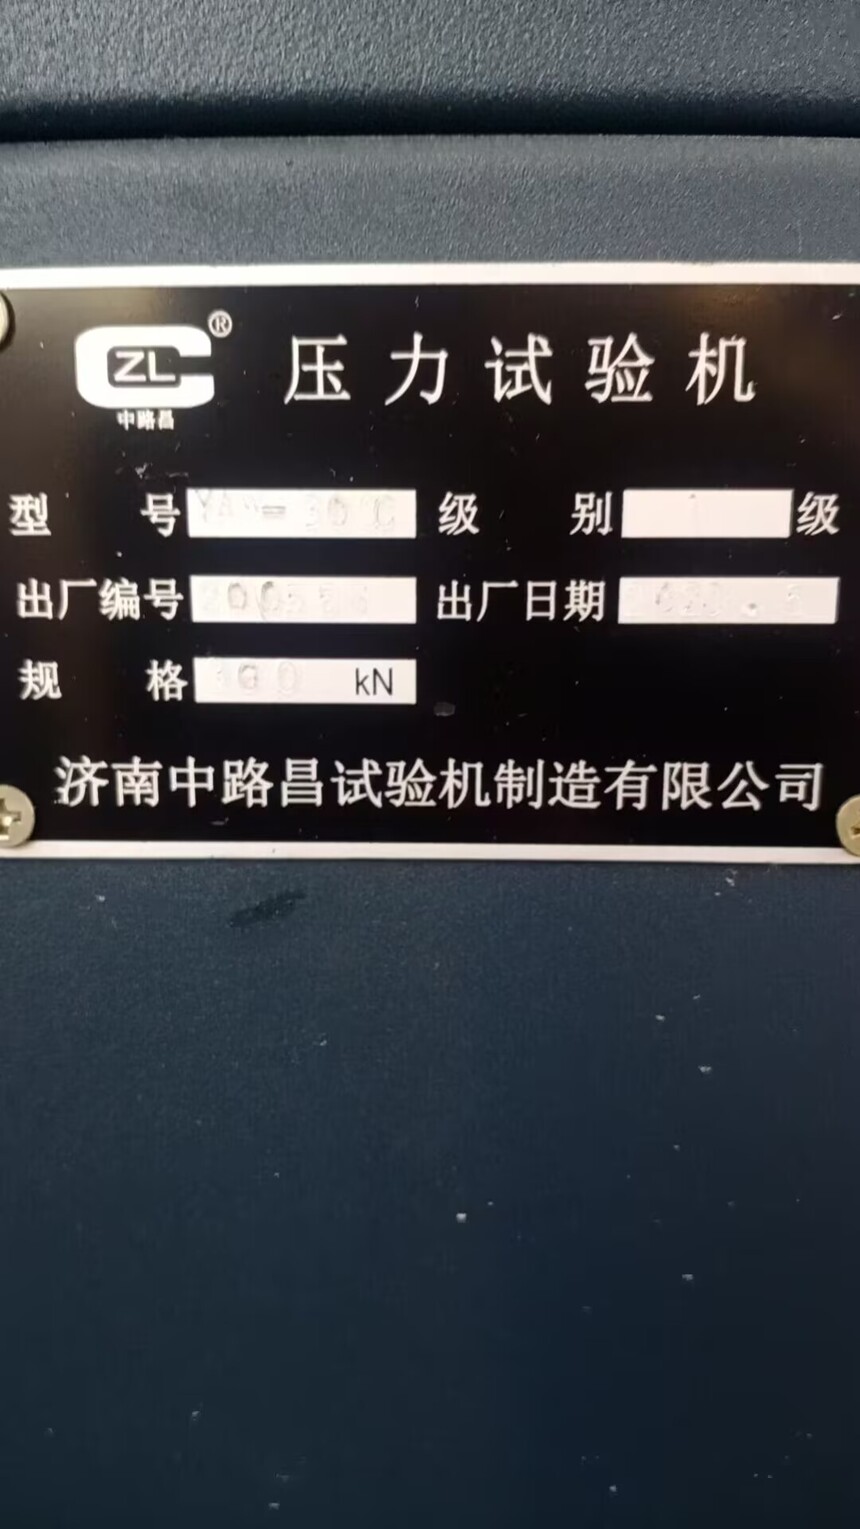 ZL ®
中路昌
压力试验机
型号 级别 1 级
出厂编号 出厂日期
规格 kN
济南中路昌试验机制造有限公司